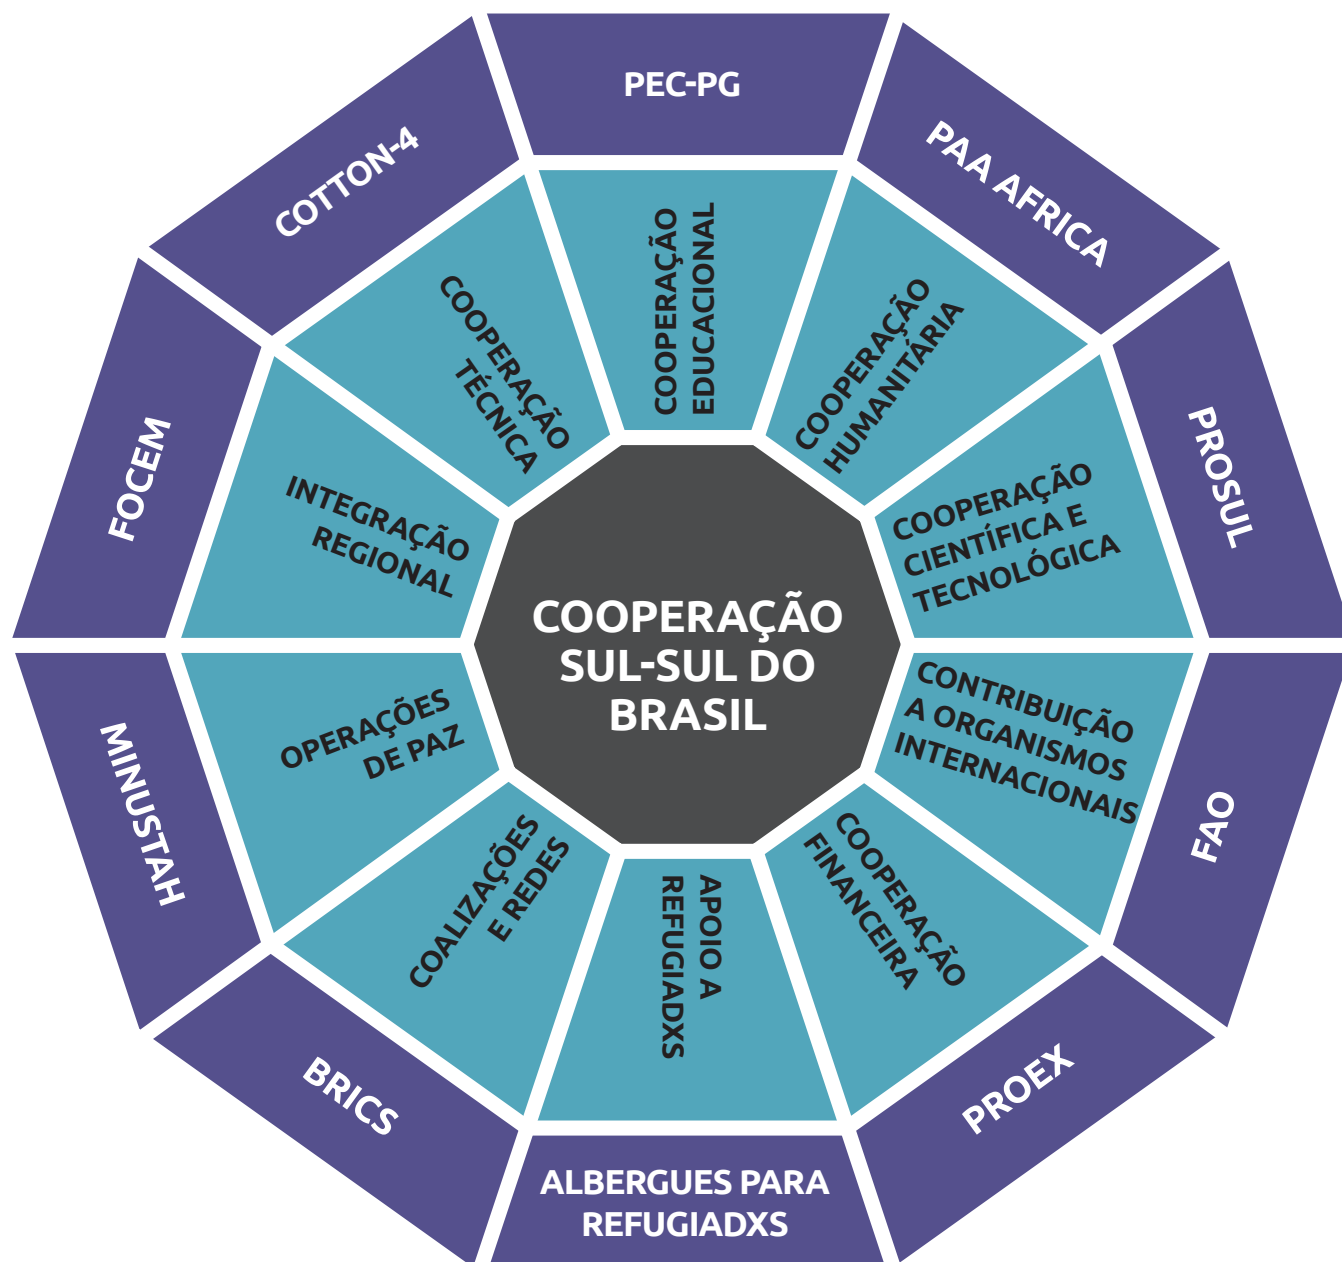 PEC-PG
PAA AFRICA
PROSUL
FAO
PROEX
ALBERGUES PARA
REFUGIADXS
BRICS
MINUSTAH
FOCEM
COTTON-4
COOPERAÇÃO
EDUCACIONAL
COOPERAÇÃO
HUMANITÁRIA
COOPERAÇÃO
CIENTÍFICA E
TECNOLÓGICA
CONTRIBUIÇÃO
A ORGANISMOS
INTERNACIONAIS
COOPERAÇÃO
FINANCEIRA
APOIO A
REFUGIADXS
COALIZAÇÕES
E REDES
OPERAÇÕES
DE PAZ
INTEGRAÇÃO
REGIONAL
COOPERAÇÃO
TÉCNICA
COOPERAÇÃO
SUL-SUL DO
BRASIL